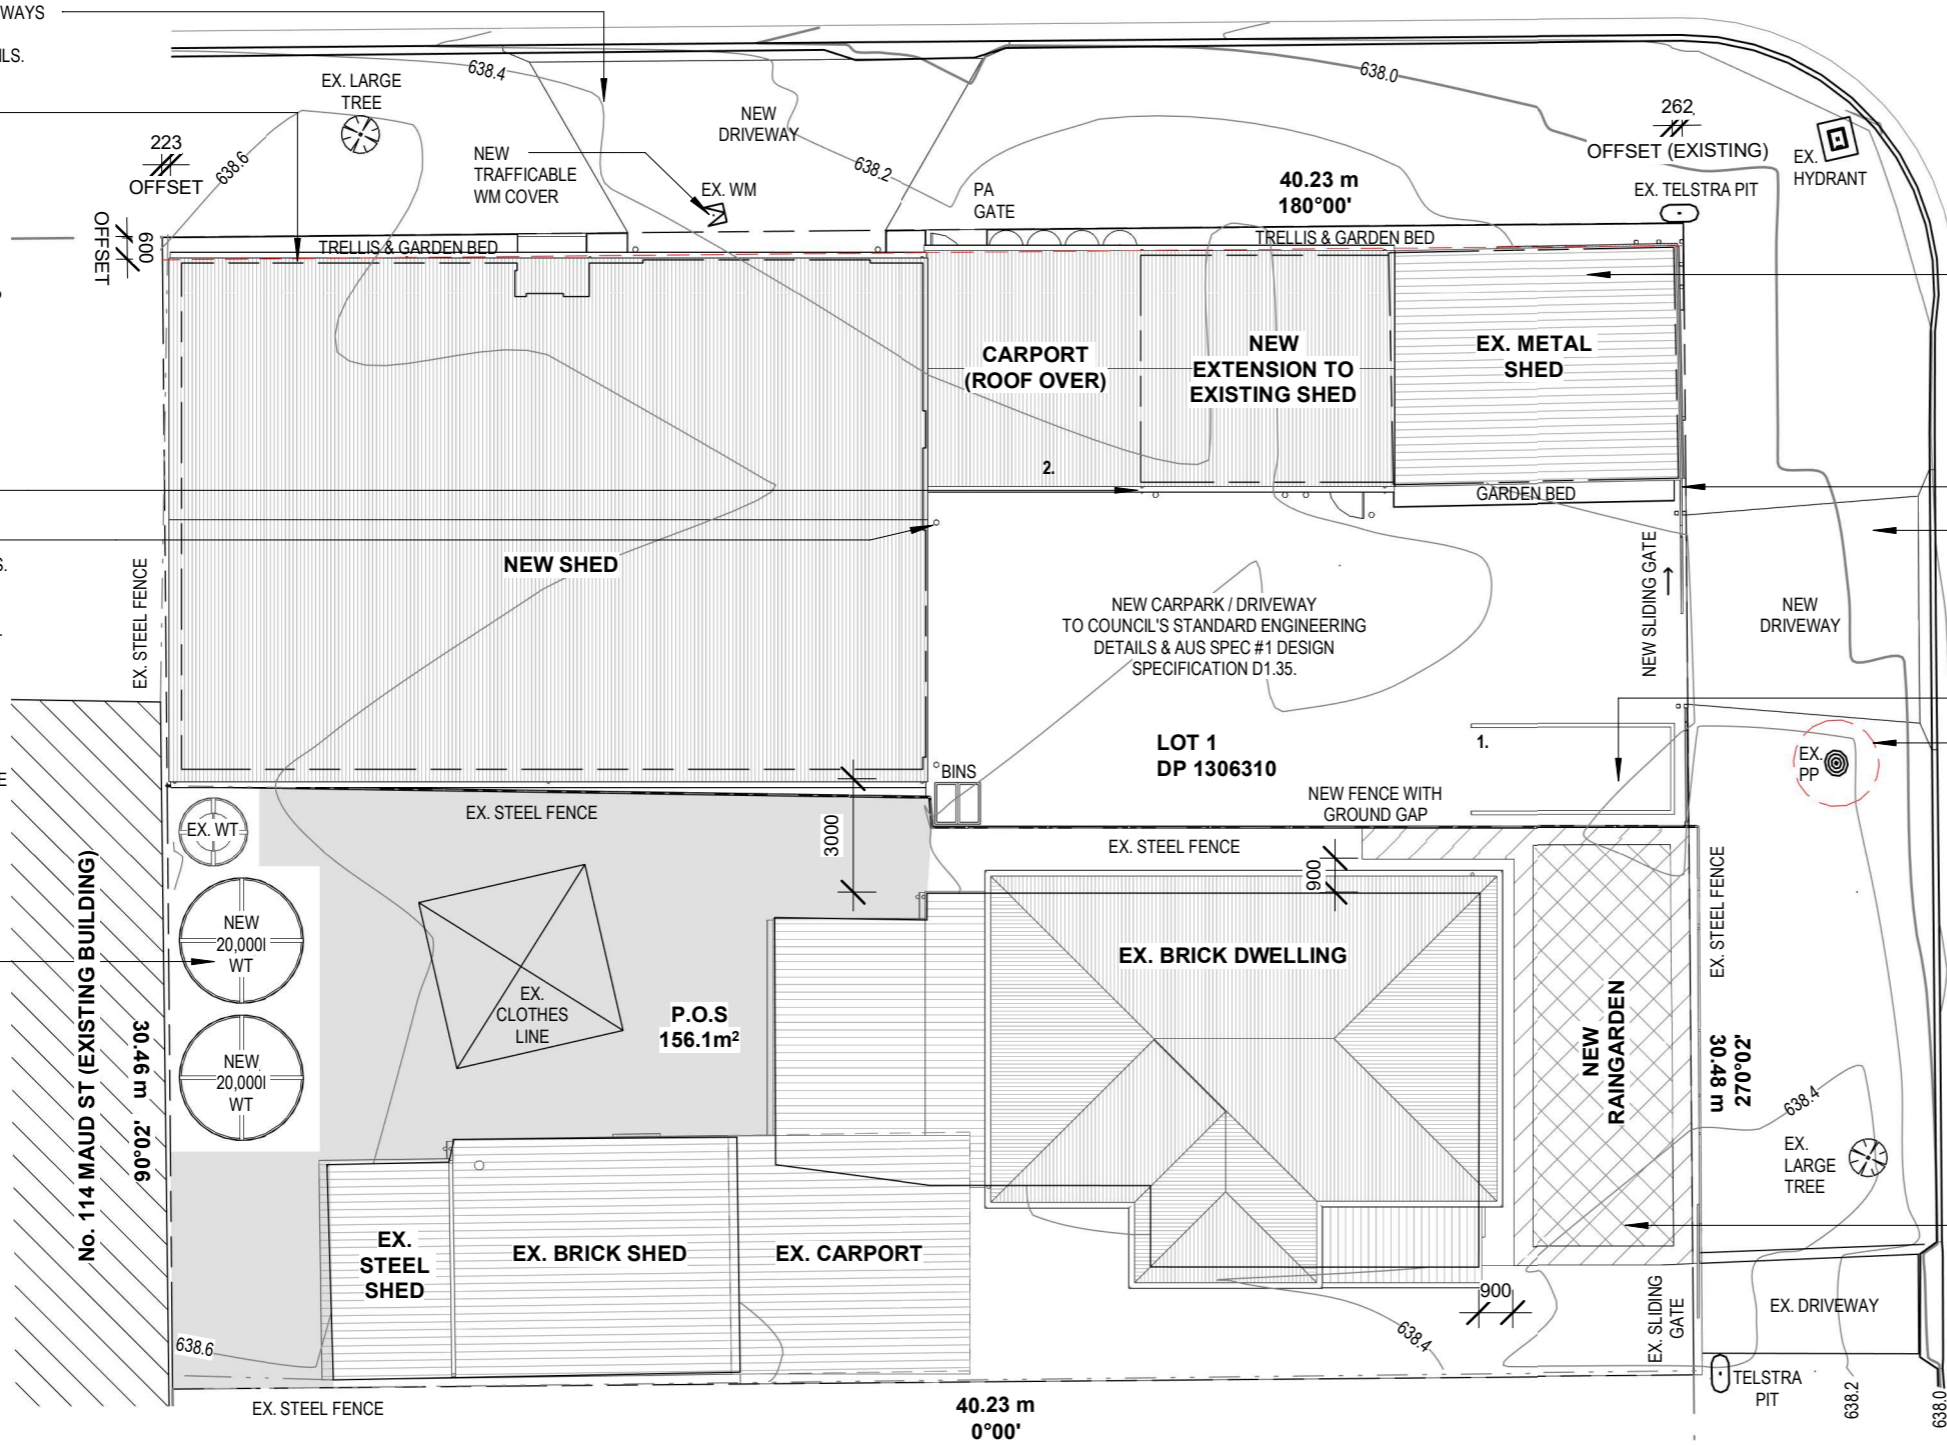 WAYS
ILS.
EX. LARGE
TREE
638.4
638.0
223
OFFSET
638.6
NEW
DRIVEWAY
NEW
TRAFFICABLE
WM COVER
EX. WM
638.2
PA
GATE
40.23 m
180°00'
262
OFFSET (EXISTING)
EX.
HYDRANT
EX. TELSTRA PIT
OFFSET
600
TRELLIS & GARDEN BED
TRELLIS & GARDEN BED
CARPORT
(ROOF OVER)
NEW
EXTENSION TO
EXISTING SHED
EX. METAL
SHED
2.
GARDEN BED
S.
NEW SHED
EX. STEEL FENCE
NEW CARPARK / DRIVEWAY
TO COUNCIL'S STANDARD ENGINEERING
DETAILS & AUS SPEC #1 DESIGN
SPECIFICATION D1.35.
NEW SLIDING GATE
NEW
DRIVEWAY
LOT 1
DP 1306310
1.
EX.
PP
E
BINS
NEW FENCE WITH
GROUND GAP
EX. STEEL FENCE
EX. WT
3000
EX. STEEL FENCE
900
EX. STEEL FENCE
NEW
20,000l
WT
EX. BRICK DWELLING
EX.
CLOTHES
LINE
P.O.S
156.1m²
NEW
RAINGARDEN
270°02'
30.48 m
No. 114 MAUD ST (EXISTING BUILDING)
30.46 m 90°02'
NEW
20,000l
WT
638.4
EX.
LARGE
TREE
EX.
STEEL
SHED
EX. BRICK SHED
EX. CARPORT
900
EX. SLIDING
GATE
EX. DRIVEWAY
638.6
638.4
TELSTRA
PIT
638.2
638.0
EX. STEEL FENCE
40.23 m
0°00'